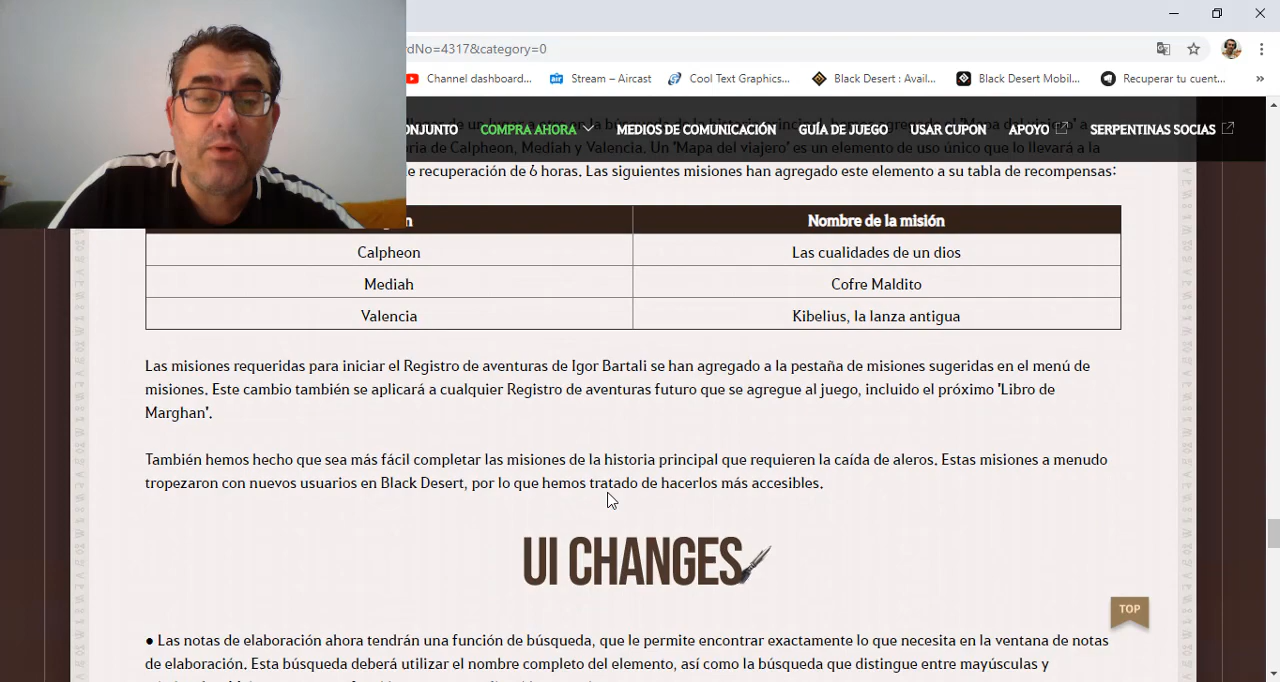 rdNo=4317&category=0
Channel dashboard... Stream – Aircast Cool Text Graphics... Black Desert : Avail... Black Desert Mobil... Recuperar tu cuent... »
ONJUNTO COMPRA AHORA MEDIOS DE COMUNICACIÓN GUÍA DE JUEGO USAR CUPON APOYO SERPENTINAS SOCIAS
oria de Calpheon, Mediah y Valencia. Un "Mapa del viajero" es un elemento de uso único que lo llevará a la
e recuperación de 6 horas. Las siguientes misiones han agregado este elemento a su tabla de recompensas:
n Nombre de la misión
Calpheon Las cualidades de un dios
Mediah Cofre Maldito
Valencia Kibelius, la lanza antigua
Las misiones requeridas para iniciar el Registro de aventuras de Igor Bartali se han agregado a la pestaña de misiones sugeridas en el menú de
misiones. Este cambio también se aplicará a cualquier Registro de aventuras futuro que se agregue al juego, incluido el próximo "Libro de
Marghan".
También hemos hecho que sea más fácil completar las misiones de la historia principal que requieren la caída de aleros. Estas misiones a menudo
tropezaron con nuevos usuarios en Black Desert, por lo que hemos tratado de hacerlos más accesibles.
UI CHANGES
TOP
● Las notas de elaboración ahora tendrán una función de búsqueda, que le permite encontrar exactamente lo que necesita en la ventana de notas
de elaboración. Esta búsqueda deberá utilizar el nombre completo del elemento, así como la búsqueda que distingue entre mayúsculas y